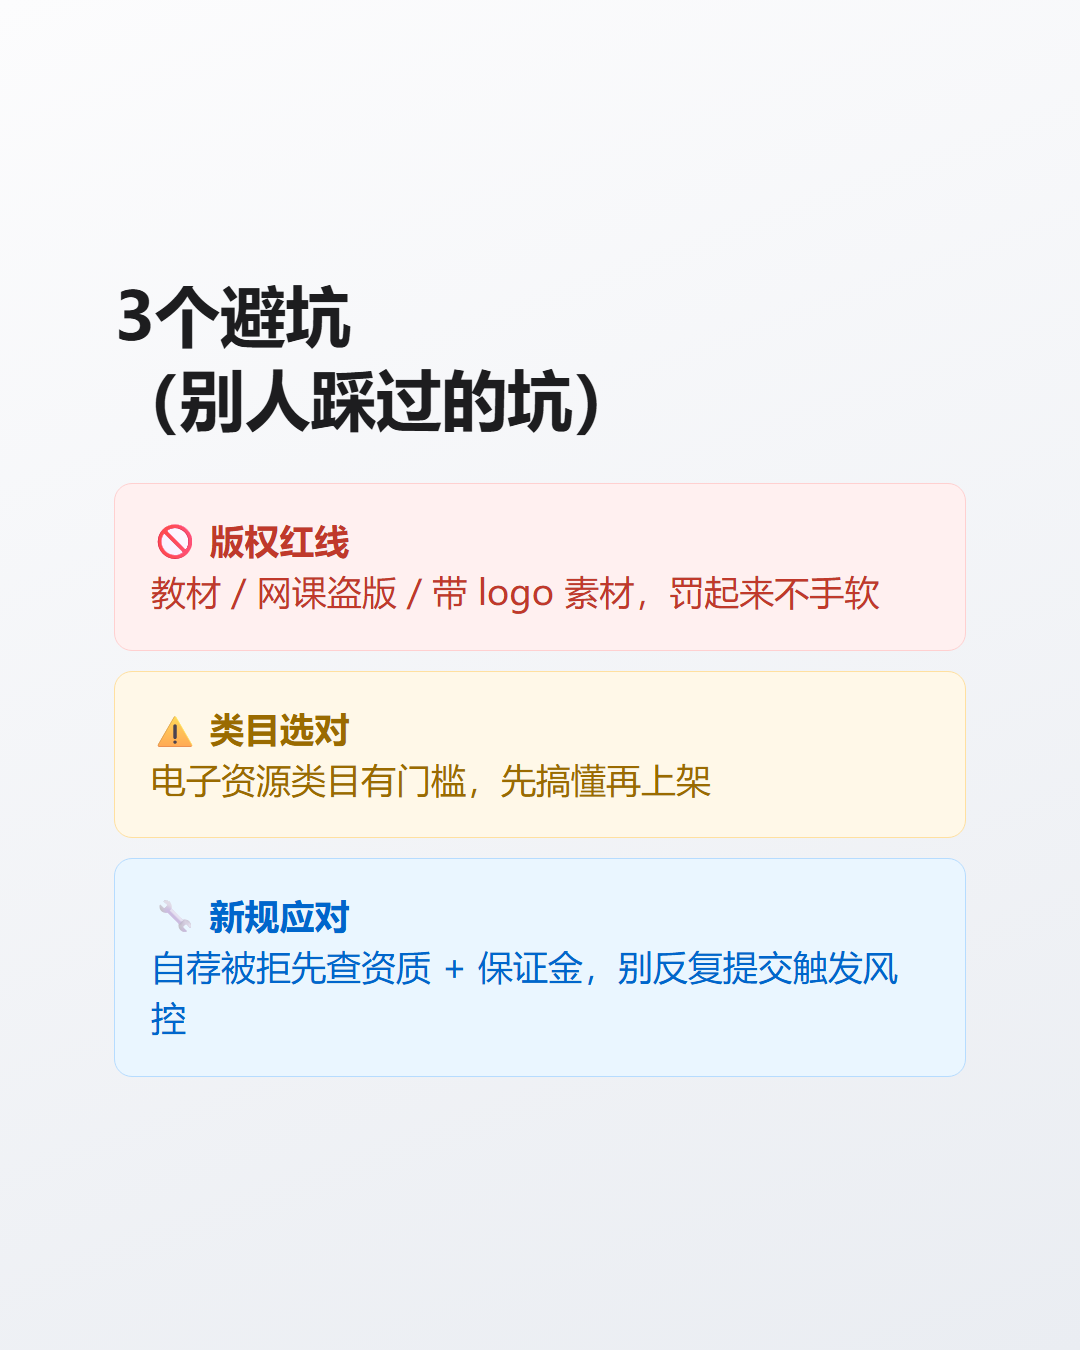 3个避坑
（别人踩过的坑）
🚫 版权红线
教材 / 网课盗版 / 带 logo 素材，罚起来不手软
⚠️ 类目选对
电子资源类目有门槛，先搞懂再上架
🔧 新规应对
自荐被拒先查资质 + 保证金，别反复提交触发风
控